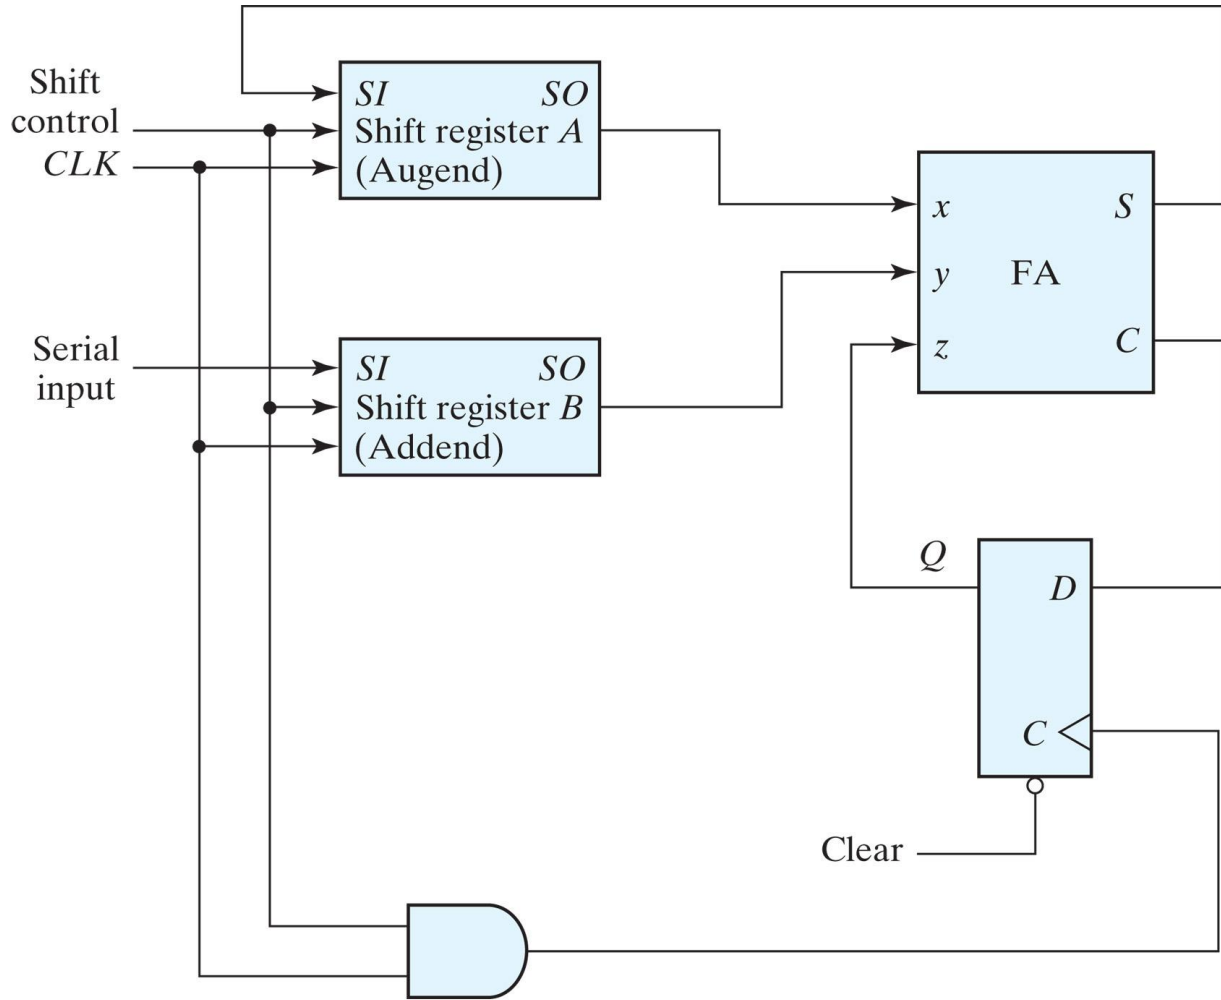 Shift
control
CLK
SI SO
Shift register A
(Augend)
x S
y FA
z C
Serial
input
SI SO
Shift register B
(Addend)
Q
D
C
Clear